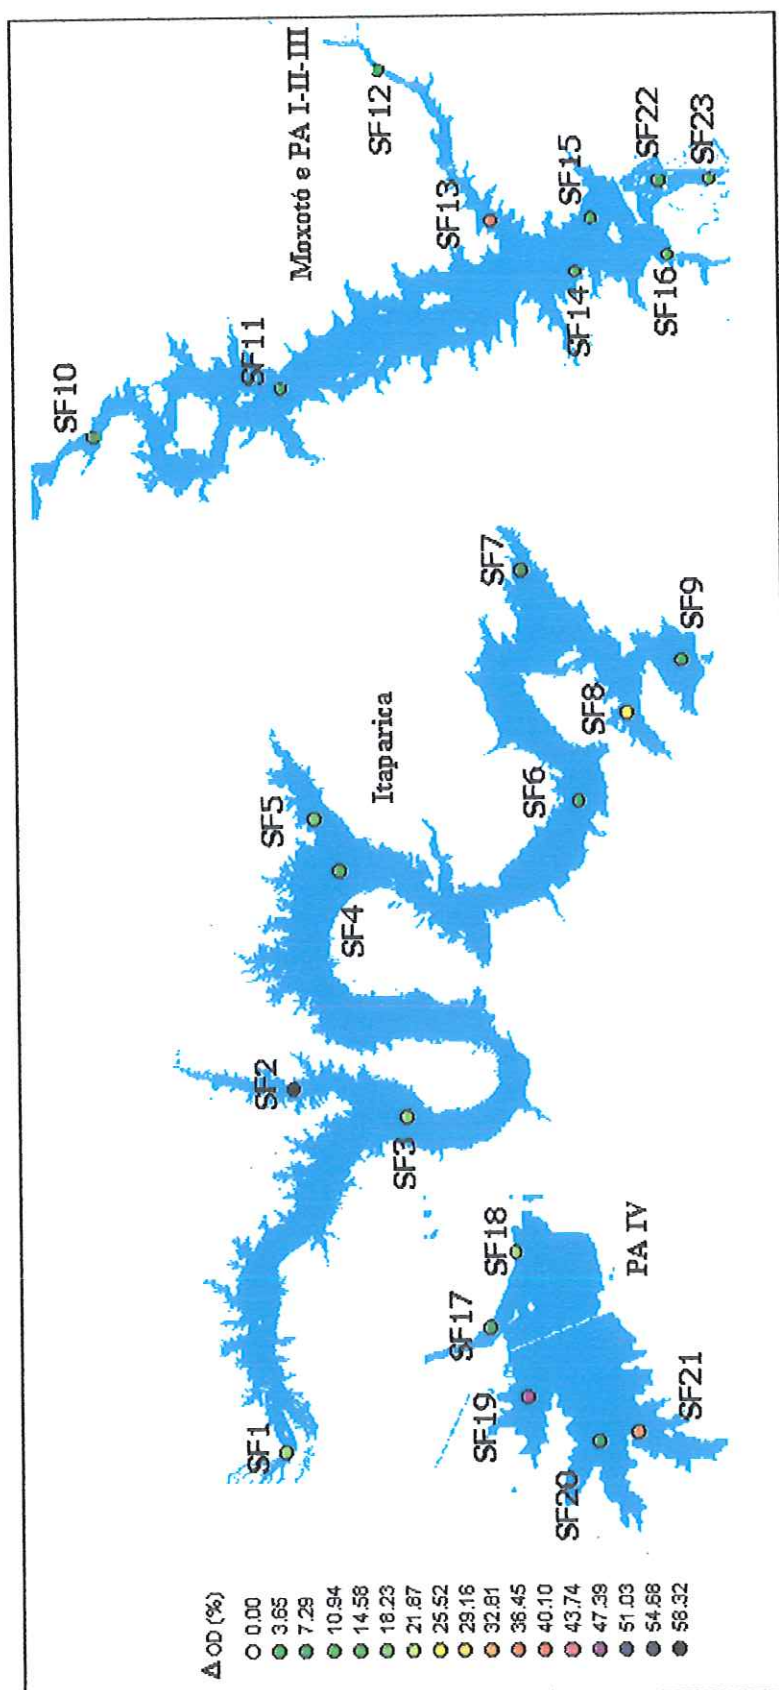 Δ OD (%)
0.00
3.65
7.29
10.94
14.58
18.23
21.87
25.52
29.16
32.81
36.45
40.10
43.74
47.39
51.03
54.68
58.32
SF1
SF2
SF3
SF4
SF5
Itaparica
SF6
SF7
SF8
SF9
SF17
SF18
SF19
SF20
SF21
PA IV
Moxotó e PA I-II-III
SF10
SF11
SF12
SF13
SF14
SF15
SF16
SF22
SF23